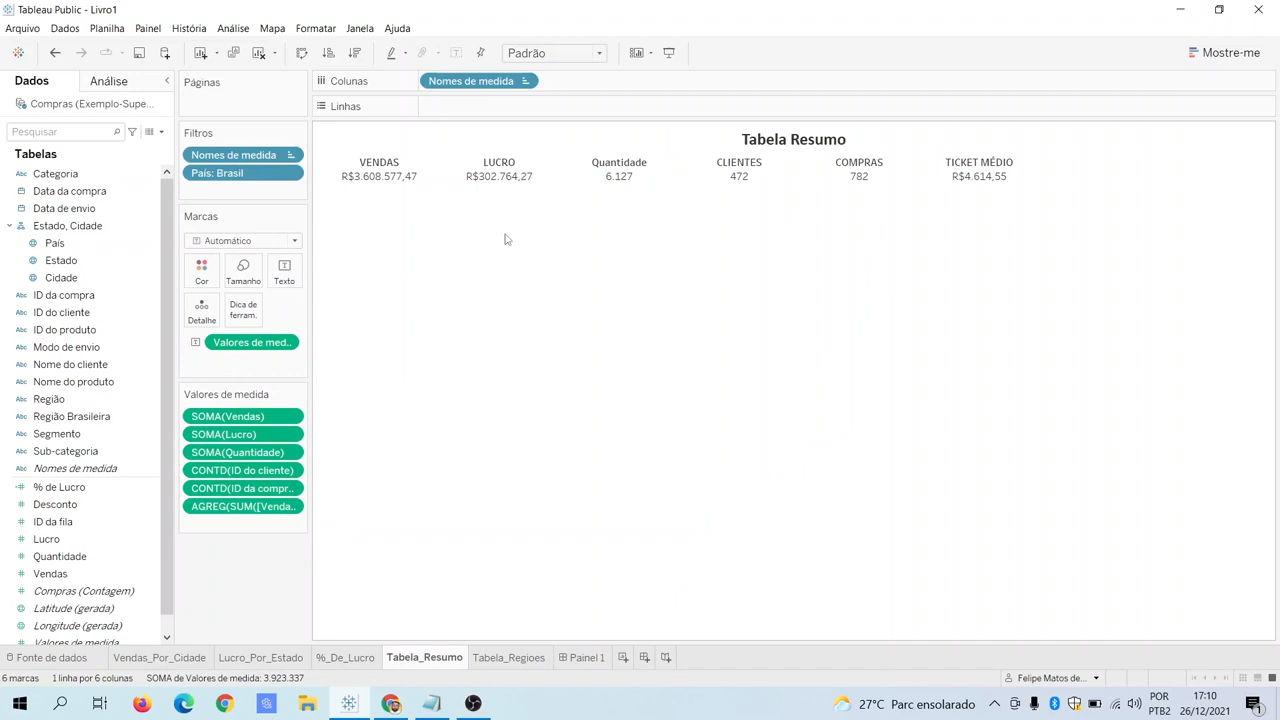 Tableau Public - Livro1
Arquivo Dados Planilha Painel História Análise Mapa Formatar Janela Ajuda
Padrão
Mostre-me
Dados Análise
Compras (Exemplo-Supe...
Pesquisar
Tabelas
Categoria
Data da compra
Data de envio
Estado, Cidade
País
Estado
Cidade
ID da compra
ID do cliente
ID do produto
Modo de envio
Nome do cliente
Nome do produto
Região
Região Brasileira
Segmento
Sub-categoria
Nomes de medida
% de Lucro
Desconto
ID da fila
Lucro
Quantidade
Vendas
Compras (Contagem)
Latitude (gerada)
Longitude (gerada)
Valores de medida
Páginas
Filtros
Nomes de medida
País: Brasil
Marcas
Automático
Cor Tamanho Texto
Detalhe Dica de ferram.
Valores de med..
Valores de medida
SOMA(Vendas)
SOMA(Lucro)
SOMA(Quantidade)
CONTD(ID do cliente)
CONTD(ID da compr..
AGREG(SUM([Venda..
Colunas Nomes de medida
Linhas
Tabela Resumo
VENDAS LUCRO Quantidade CLIENTES COMPRAS TICKET MÉDIO
R$3.608.577,47 R$302.764,27 6.127 472 782 R$4.614,55
Fonte de dados Vendas_Por_Cidade Lucro_Por_Estado %_De_Lucro Tabela_Resumo Tabela_Regioes Painel 1
6 marcas 1 linha por 6 colunas SOMA de Valores de medida: 3.923.337 Felipe Matos de...
27°C Parc ensolarado
POR
PTB2
17:10
26/12/2021
1